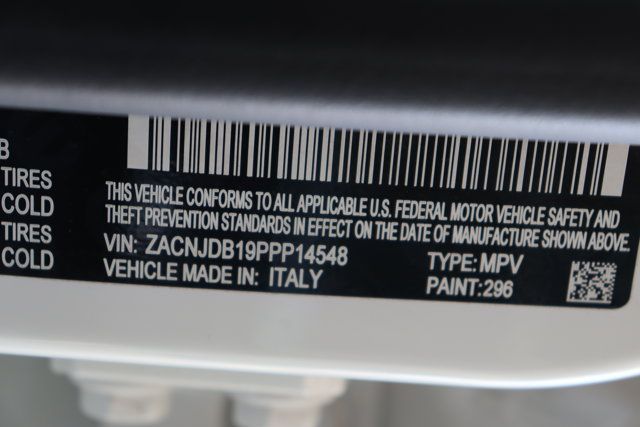 B
TIRES
COLD
TIRES
COLD
THIS VEHICLE CONFORMS TO ALL APPLICABLE U.S. FEDERAL MOTOR VEHICLE SAFETY AND
THEFT PREVENTION STANDARDS IN EFFECT ON THE DATE OF MANUFACTURE SHOWN ABOVE.
VIN: ZACNJDB19PPP14548 TYPE: MPV
VEHICLE MADE IN: ITALY PAINT:296